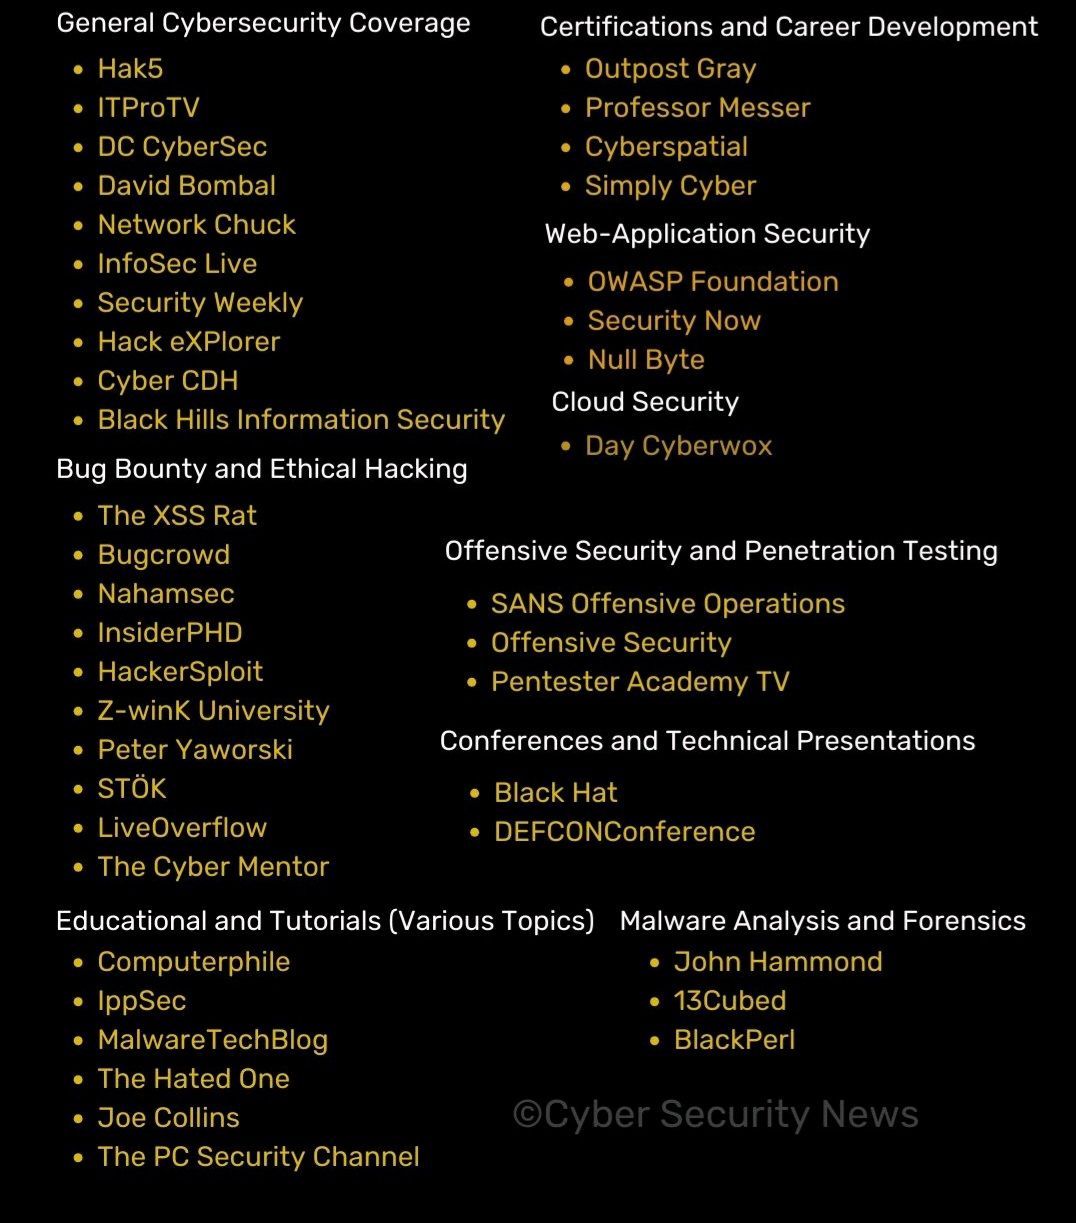 General Cybersecurity Coverage
• Hak5
• ITProTV
• DC CyberSec
• David Bombal
• Network Chuck
• InfoSec Live
• Security Weekly
• Hack eXPlorer
• Cyber CDH
• Black Hills Information Security
Certifications and Career Development
• Outpost Gray
• Professor Messer
• Cyberspatial
• Simply Cyber
Web-Application Security
• OWASP Foundation
• Security Now
• Null Byte
Cloud Security
• Day Cyberwox
Bug Bounty and Ethical Hacking
• The XSS Rat
• Bugcrowd
• Nahamsec
• InsiderPHD
• HackerSploit
• Z-winK University
• Peter Yaworski
• STÖK
• LiveOverflow
• The Cyber Mentor
Offensive Security and Penetration Testing
• SANS Offensive Operations
• Offensive Security
• Pentester Academy TV
Conferences and Technical Presentations
• Black Hat
• DEFCONConference
Educational and Tutorials (Various Topics)
• Computerphile
• IppSec
• MalwareTechBlog
• The Hated One
• Joe Collins
• The PC Security Channel
Malware Analysis and Forensics
• John Hammond
• 13Cubed
• BlackPerl
©Cyber Security News